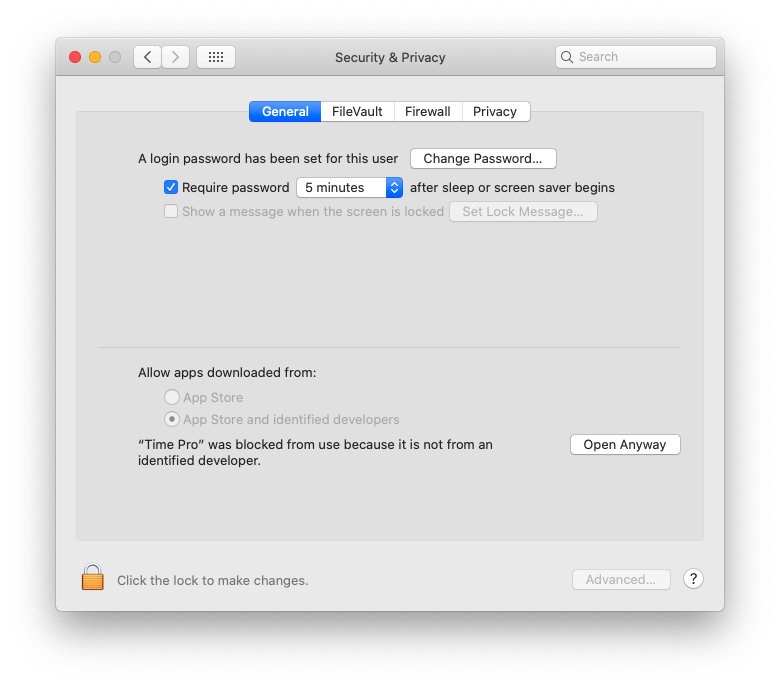 Security & Privacy
Search
General
FileVault
Firewall
Privacy
A login password has been set for this user
Change Password...
Require password
5 minutes
after sleep or screen saver begins
Show a message when the screen is locked
Set Lock Message...
Allow apps downloaded from:
App Store
App Store and identified developers
“Time Pro” was blocked from use because it is not from an
identified developer.
Open Anyway
Click the lock to make changes.
Advanced...
?